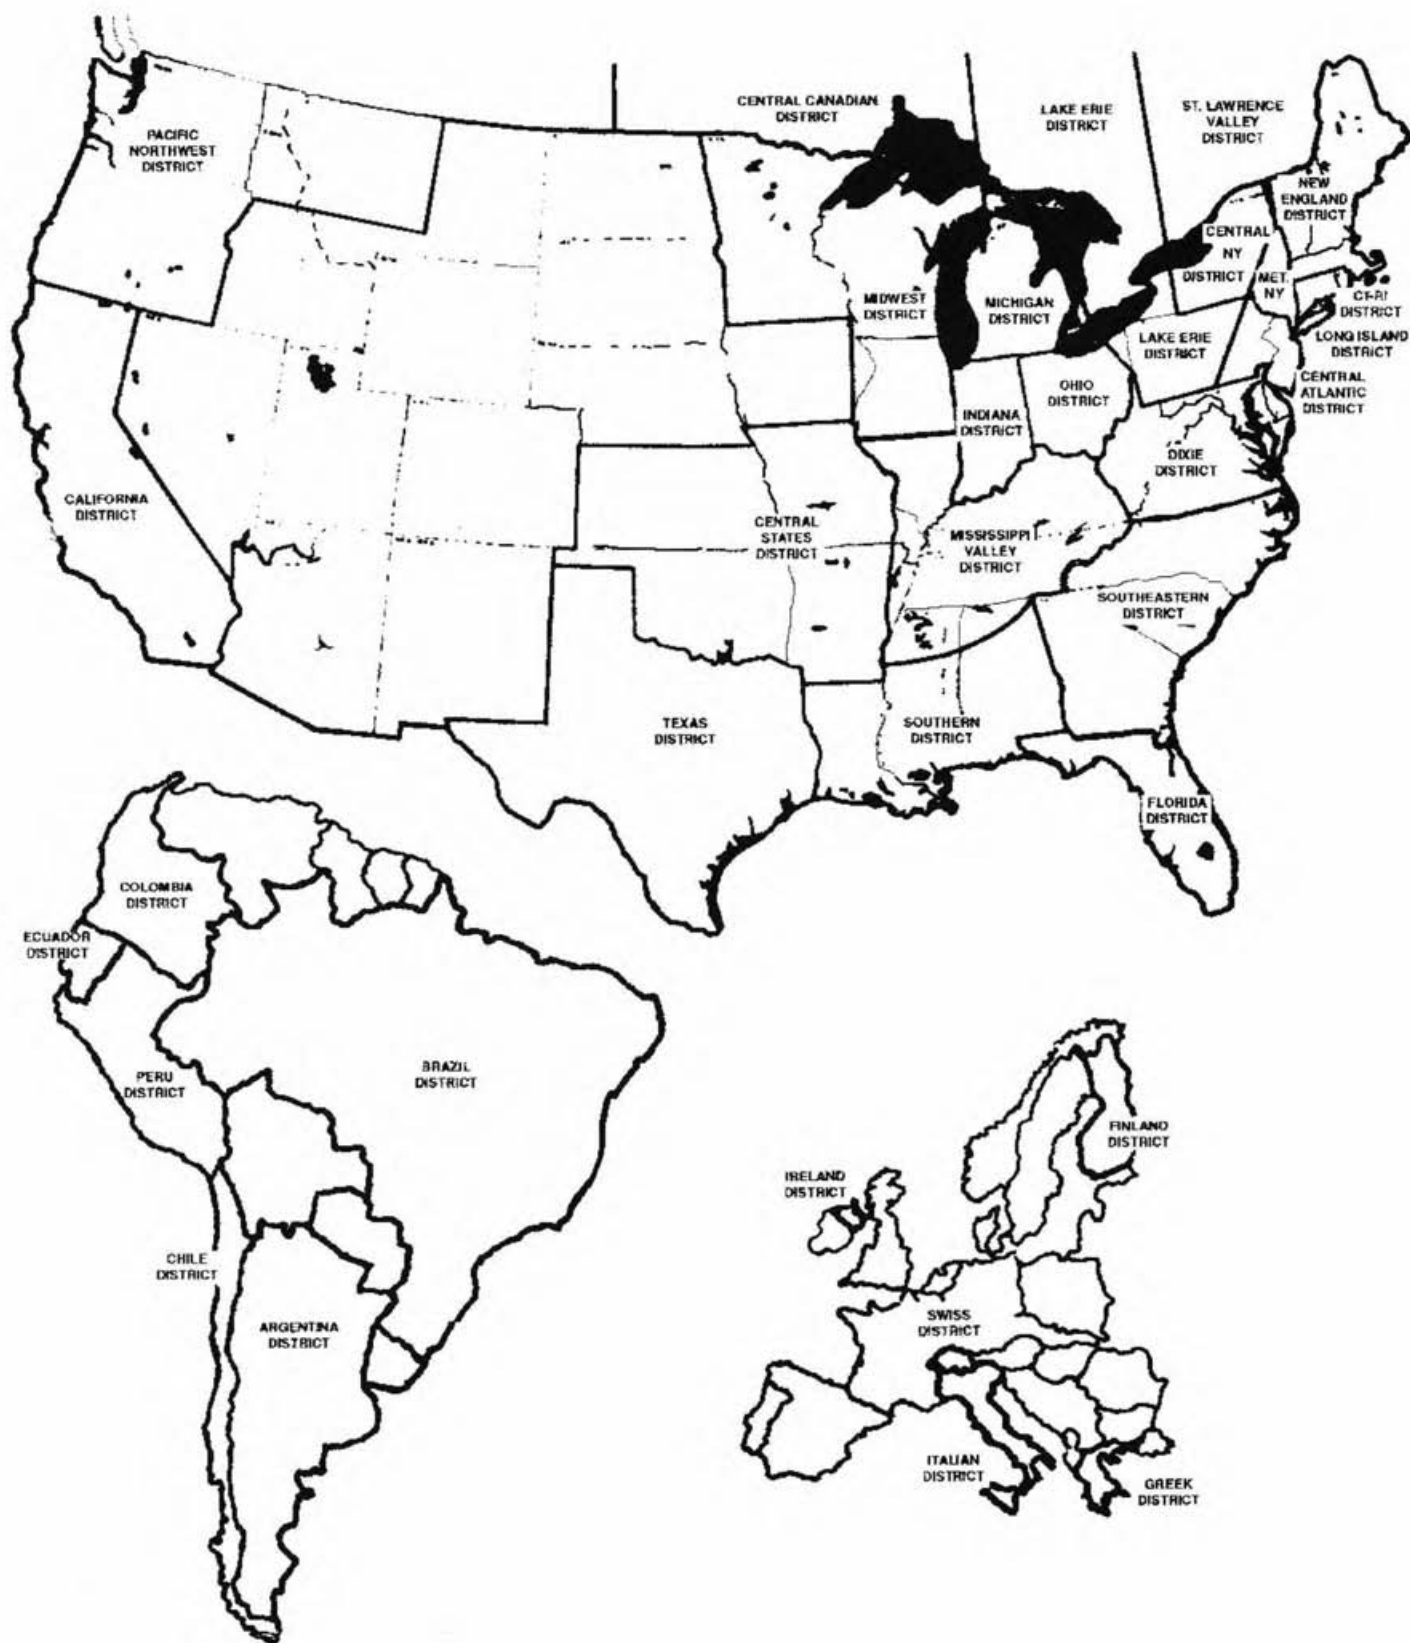 CENTRAL CANADIAN
DISTRICT
LAKE ERIE
DISTRICT
ST. LAWRENCE
VALLEY
DISTRICT
PACIFIC
NORTHWEST
DISTRICT
NEW
ENGLAND
DISTRICT
CENTRAL
NY
DISTRICT
MET.
NY
CT-RI
DISTRICT
MIDWEST
DISTRICT
MICHIGAN
DISTRICT
LAKE ERIE
DISTRICT
LONG ISLAND
DISTRICT
CENTRAL
ATLANTIC
DISTRICT
OHIO
DISTRICT
INDIANA
DISTRICT
DIXIE
DISTRICT
CALIFORNIA
DISTRICT
CENTRAL
STATES
DISTRICT
MISSISSIPPI
VALLEY
DISTRICT
SOUTHEASTERN
DISTRICT
TEXAS
DISTRICT
SOUTHERN
DISTRICT
FLORIDA
DISTRICT
COLOMBIA
DISTRICT
ECUADOR
DISTRICT
PERU
DISTRICT
BRAZIL
DISTRICT
CHILE
DISTRICT
ARGENTINA
DISTRICT
FINLAND
DISTRICT
IRELAND
DISTRICT
SWISS
DISTRICT
ITALIAN
DISTRICT
GREEK
DISTRICT